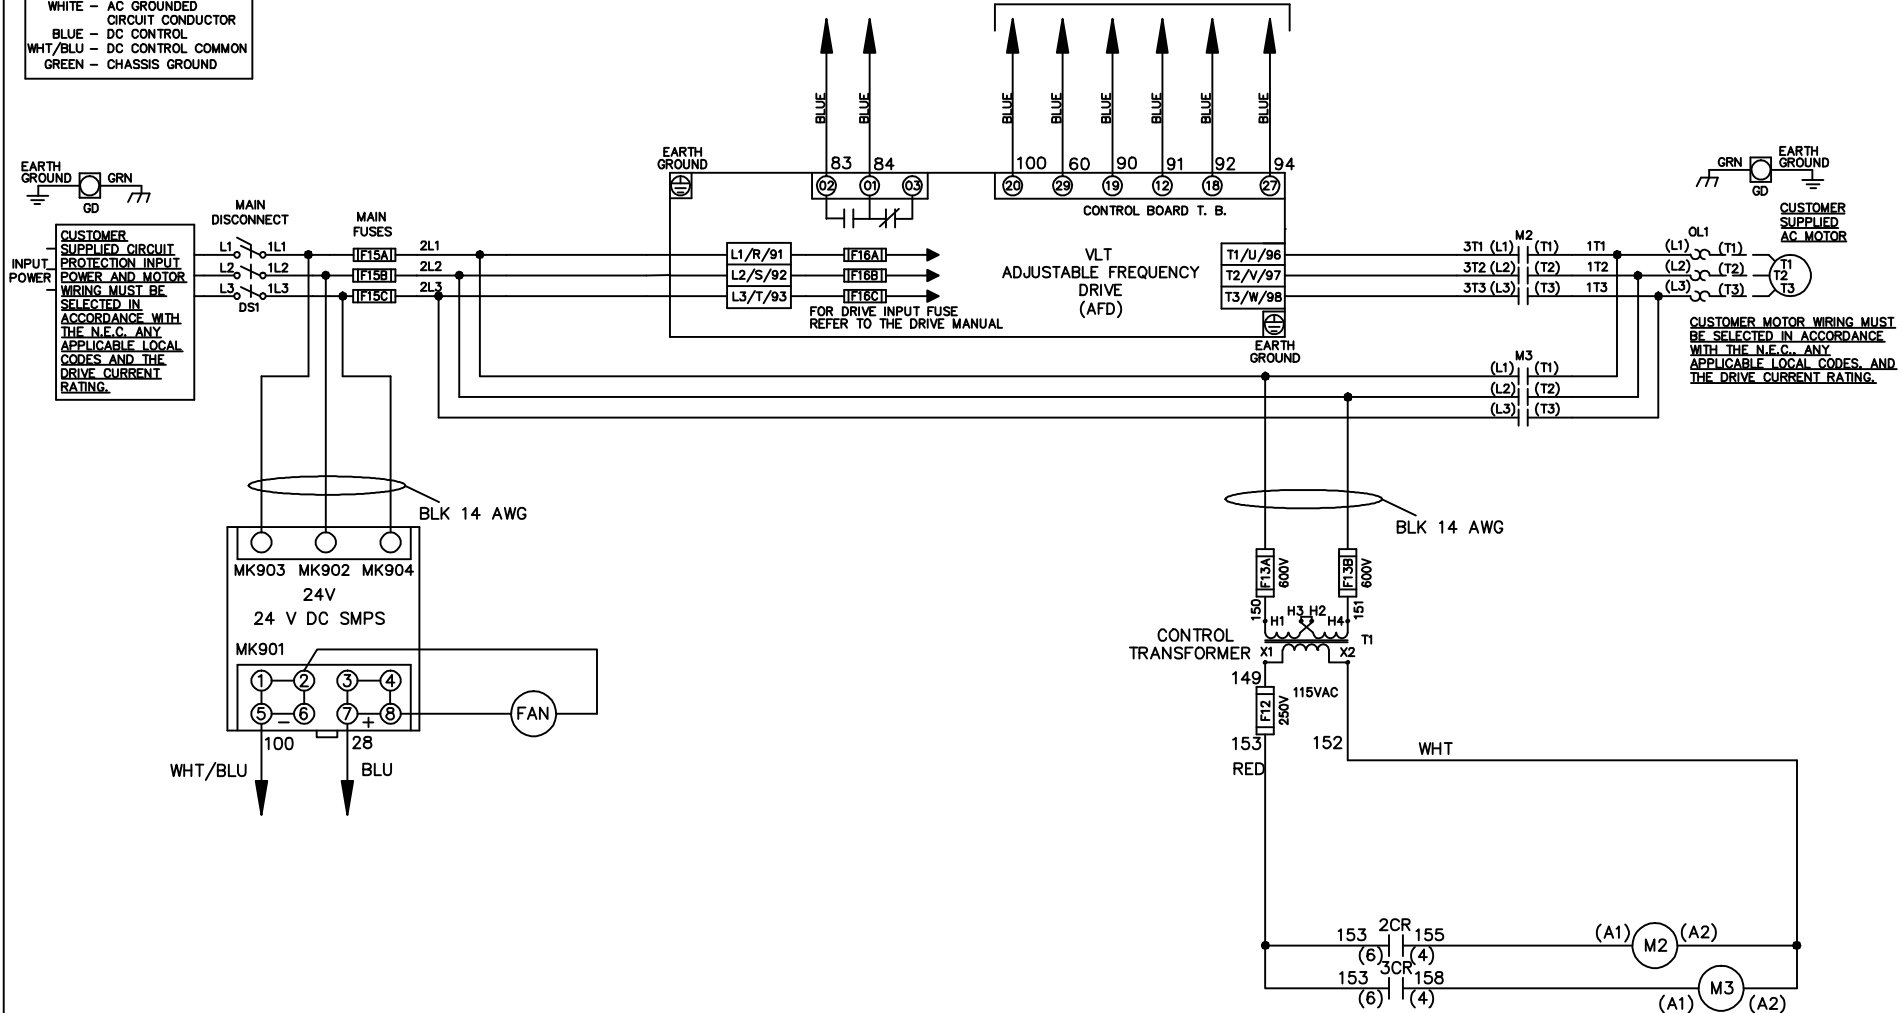 WHITE – AC GROUNDED
CIRCUIT CONDUCTOR
BLUE – DC CONTROL
WHT/BLU – DC CONTROL COMMON
GREEN – CHASSIS GROUND
BLUE
BLUE
BLUE
BLUE
BLUE
BLUE
BLUE
BLUE
EARTH
GROUND
GRN
GD
EARTH
GROUND
83
84
100
60
90
91
92
94
02
01
03
20
29
19
12
18
27
CONTROL BOARD T. B.
GRN
EARTH
GROUND
GD
CUSTOMER
SUPPLIED
AC MOTOR
INPUT
POWER
CUSTOMER
SUPPLIED CIRCUIT
PROTECTION INPUT
POWER AND MOTOR
WIRING MUST BE
SELECTED IN
ACCORDANCE WITH
THE N.E.C. ANY
APPLICABLE LOCAL
CODES AND THE
DRIVE CURRENT
RATING.
MAIN
DISCONNECT
L1
1L1
L2
1L2
L3
1L3
DS1
MAIN
FUSES
F15A
2L1
F15B
2L2
F15C
2L3
L1/R/91
L2/S/92
L3/T/93
F16A
F16B
F16C
FOR DRIVE INPUT FUSE
REFER TO THE DRIVE MANUAL
VLT
ADJUSTABLE FREQUENCY
DRIVE
(AFD)
T1/U/96
T2/V/97
T3/W/98
EARTH
GROUND
M2
3T1 (L1) (T1) 1T1
3T2 (L2) (T2) 1T2
3T3 (L3) (T3) 1T3
OL1
(L1) (T1)
(L2) (T2)
(L3) (T3)
T1
T2
T3
CUSTOMER MOTOR WIRING MUST
BE SELECTED IN ACCORDANCE
WITH THE N.E.C., ANY
APPLICABLE LOCAL CODES, AND
THE DRIVE CURRENT RATING.
M3
(L1) (T1)
(L2) (T2)
(L3) (T3)
BLK 14 AWG
MK903 MK902 MK904
24V
24 V DC SMPS
MK901
1 2 3 4
5 – 6 7 + 8
FAN
100
28
WHT/BLU
BLU
BLK 14 AWG
F13A
600V
F13B
600V
150
151
H1 H3 H2 H4
CONTROL
TRANSFORMER
T1
X1
X2
149
115VAC
F12
250V
153
RED
152
WHT
2CR
153
155
(6) (4)
(A1) M2 (A2)
3CR
153
158
(6) (4)
(A1) M3 (A2)